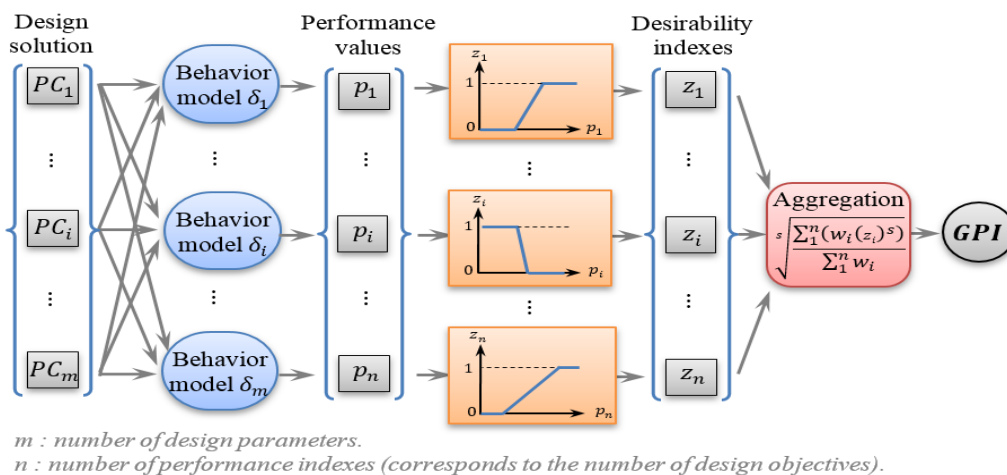 Design solution
Performance values
Desirability indexes
PC₁
Behavior model δ₁
p₁
z₁
1
0
p₁
z₁
⋮
⋮
⋮
⋮
⋮
PCᵢ
Behavior model δᵢ
pᵢ
zᵢ
1
0
pᵢ
zᵢ
Aggregation
ˢ√(∑₁ⁿ(wᵢ(zᵢ)ˢ) / ∑₁ⁿ wᵢ)
GPI
⋮
⋮
⋮
⋮
⋮
PCₘ
Behavior model δₘ
pₙ
zₙ
1
0
pₙ
zₙ
m : number of design parameters.
n : number of performance indexes (corresponds to the number of design objectives).